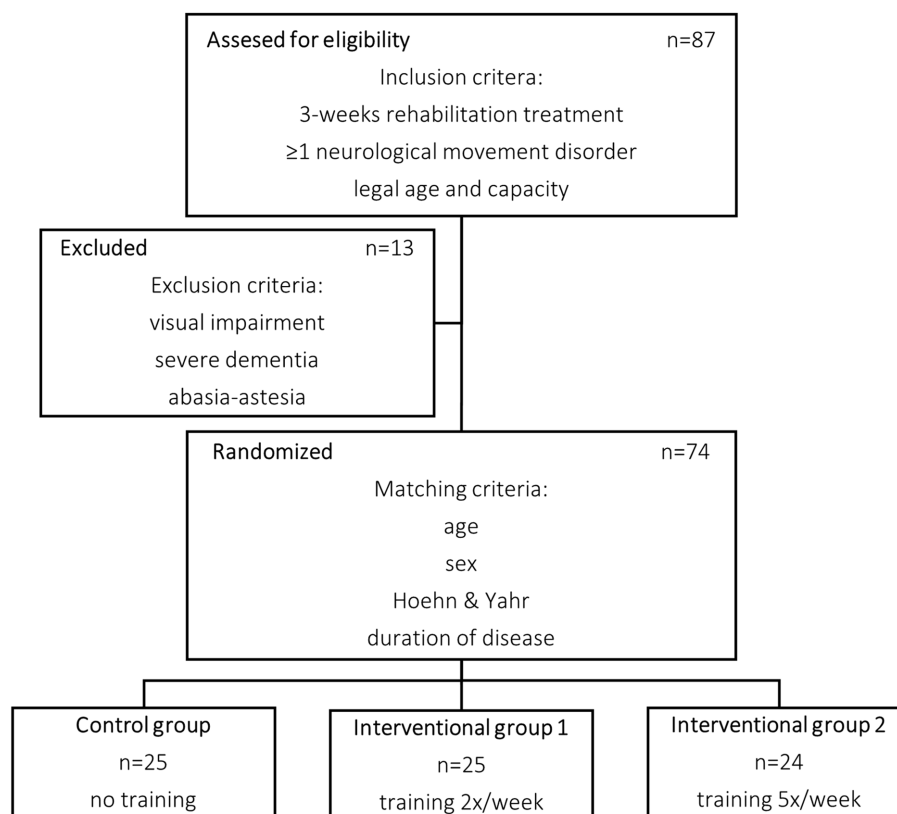 Assesed for eligibility n=87
Inclusion critera:
3-weeks rehabilitation treatment
≥1 neurological movement disorder
legal age and capacity
Excluded n=13
Exclusion criteria:
visual impairment
severe dementia
abasia-astesia
Randomized n=74
Matching criteria:
age
sex
Hoehn & Yahr
duration of disease
Control group
n=25
no training
Interventional group 1
n=25
training 2x/week
Interventional group 2
n=24
training 5x/week